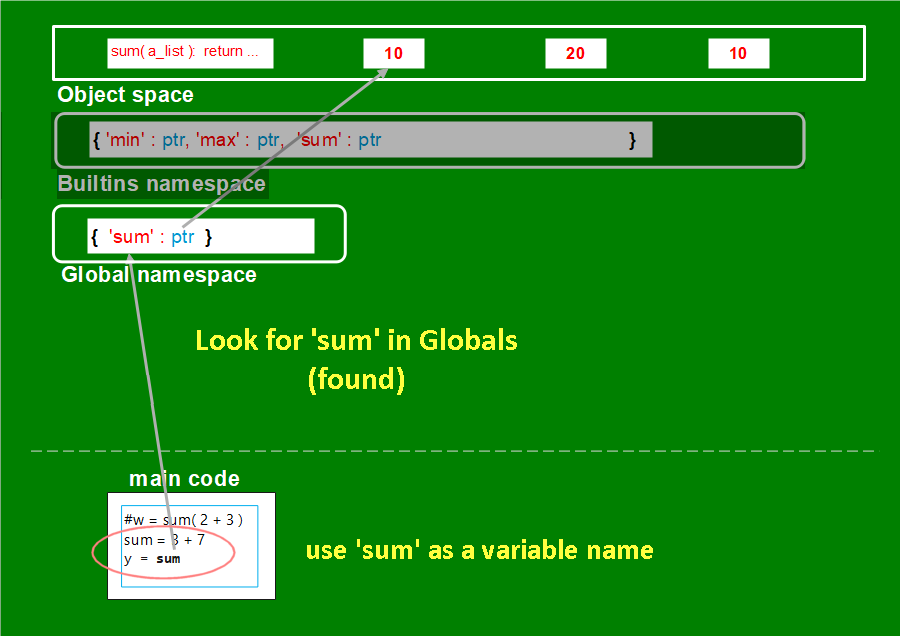 sum( a_list ): return ...
10
20
10
Object space
{ 'min' : ptr, 'max' : ptr, 'sum' : ptr }
Builtins namespace
{ 'sum' : ptr }
Global namespace
Look for 'sum' in Globals
(found)
main code
#w = sum( 2 + 3 )
sum = 3 + 7
y = sum
use 'sum' as a variable name